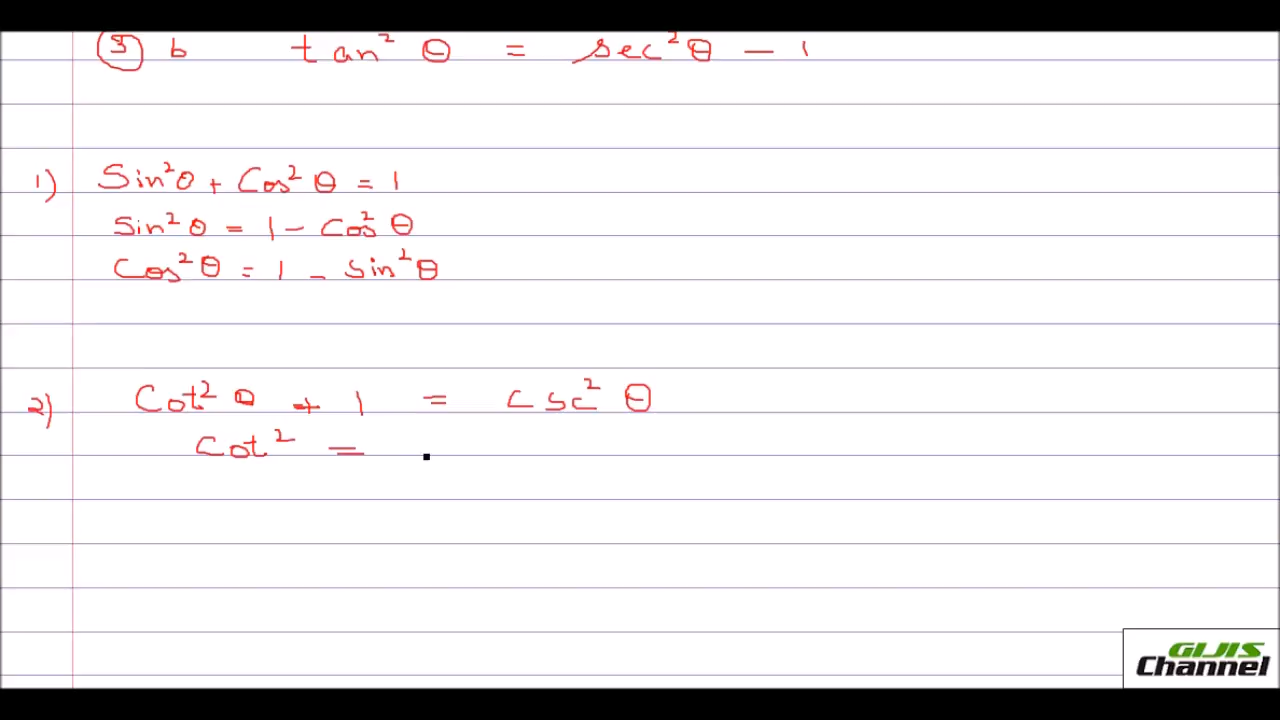 3 b tan² θ = sec² θ - 1
1) Sin² θ + Cos² θ = 1
Sin² θ = 1 - Cos² θ
Cos² θ = 1 - Sin² θ
2) Cot² θ + 1 = csc² θ
Cot² =
GIJIS
Channel